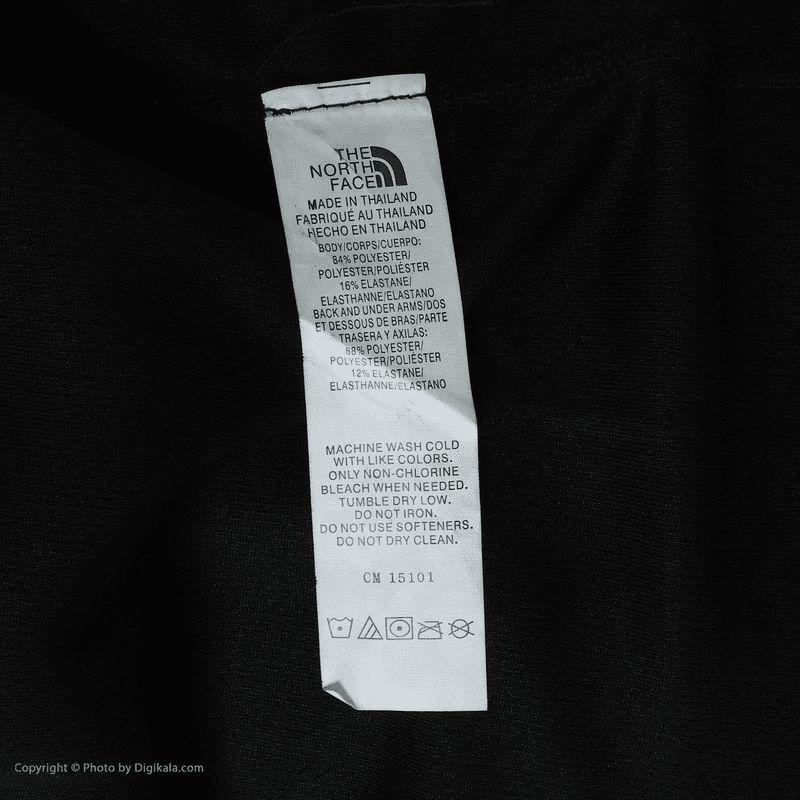 THE
NORTH
FACE
MADE IN THAILAND
FABRIQUÉ AU THAILAND
HECHO EN THAILAND
BODY/CORPS/CUERPO:
84% POLYESTER/
POLYESTER/POLIÉSTER
16% ELASTANE/
ELASTHANNE/ELASTANO
BACK AND UNDER ARMS/DOS
ET DESSOUS DE BRAS/PARTE
TRASERA Y AXILAS:
88% POLYESTER/
POLYESTER/POLIÉSTER
12% ELASTANE/
ELASTHANNE/ELASTANO
MACHINE WASH COLD
WITH LIKE COLORS.
ONLY NON-CHLORINE
BLEACH WHEN NEEDED.
TUMBLE DRY LOW.
DO NOT IRON.
DO NOT USE SOFTENERS.
DO NOT DRY CLEAN.
CM 15101
Copyright © Photo by Digikala.com